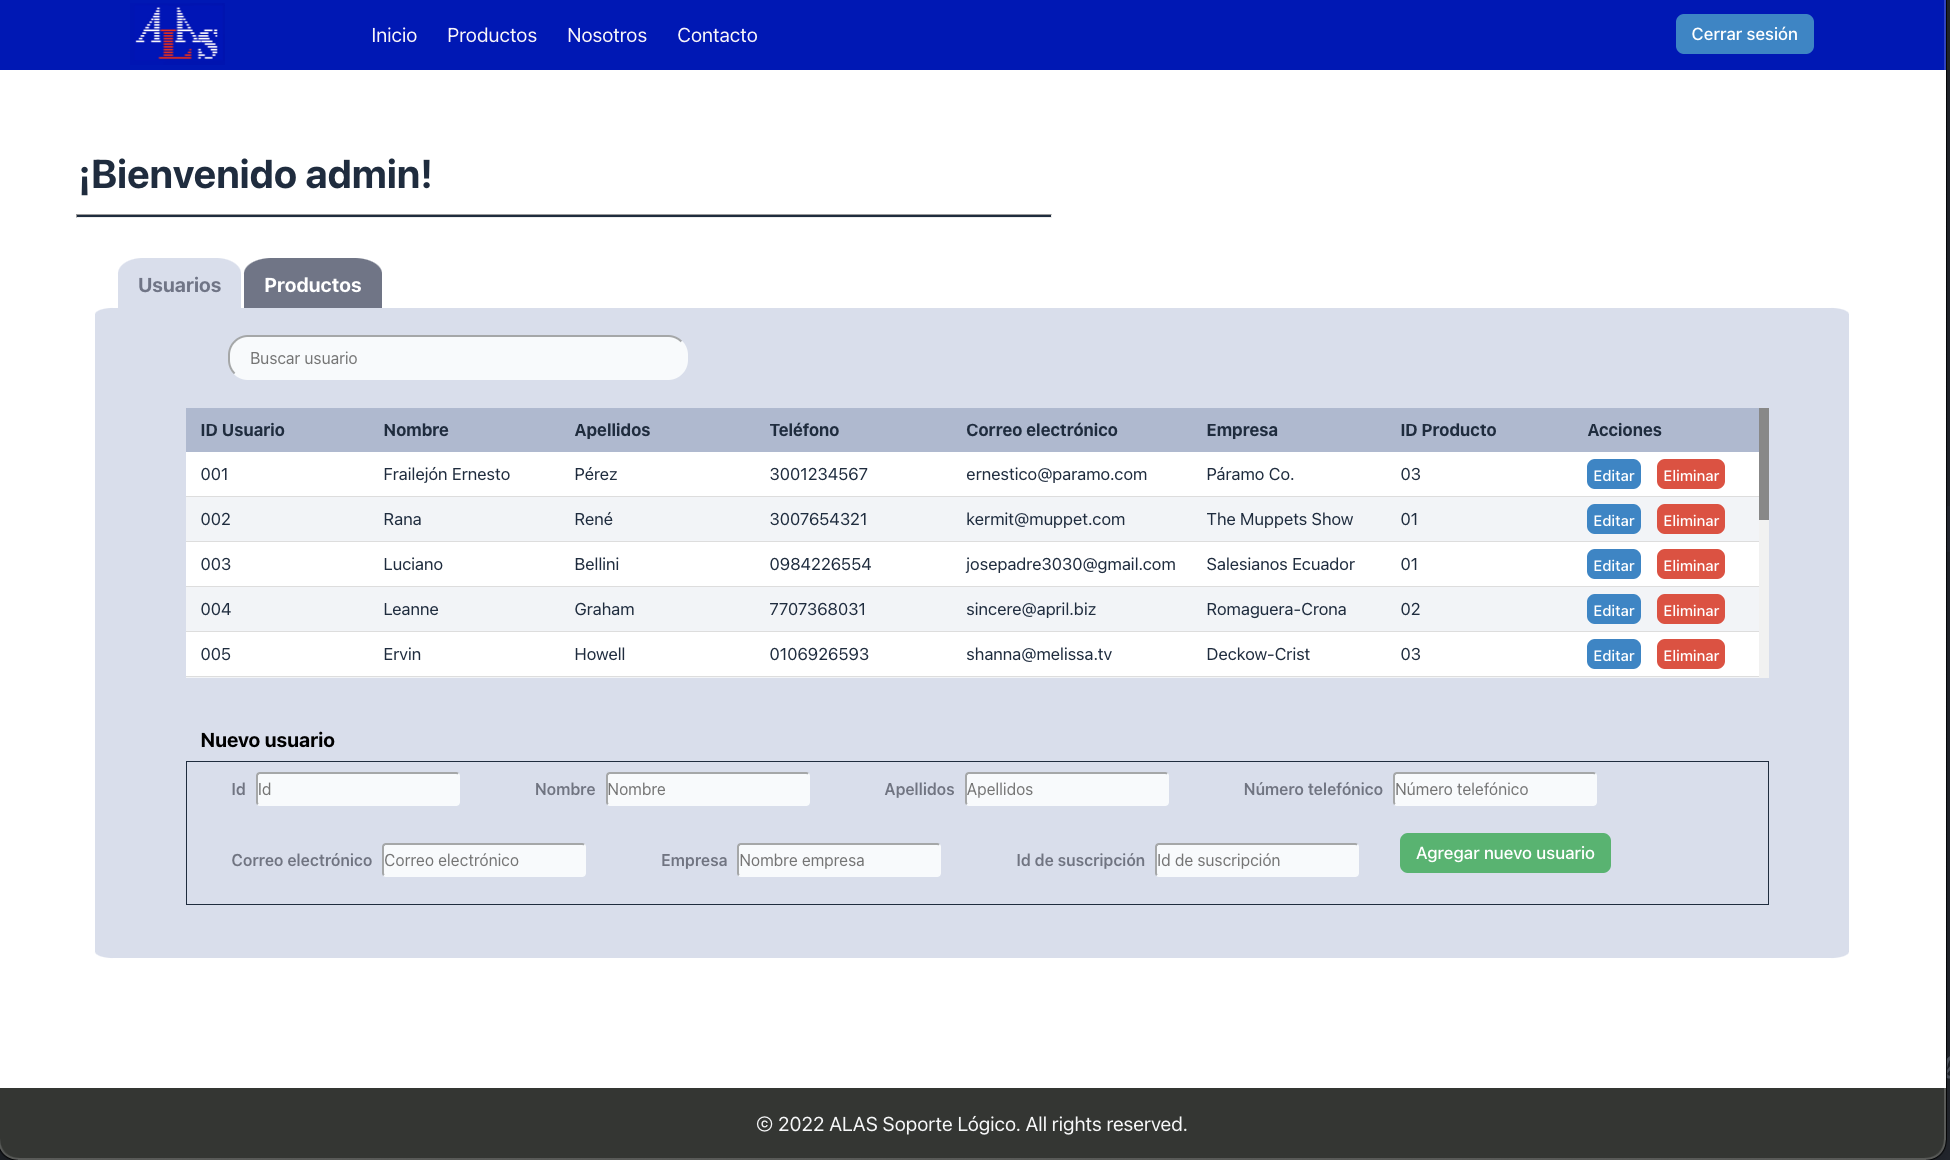 ALAS Inicio Productos Nosotros Contacto Cerrar sesión
¡Bienvenido admin!
Usuarios Productos
Buscar usuario
ID Usuario Nombre Apellidos Teléfono Correo electrónico Empresa ID Producto Acciones
001 Frailejón Ernesto Pérez 3001234567 ernestico@paramo.com Páramo Co. 03 Editar Eliminar
002 Rana René 3007654321 kermit@muppet.com The Muppets Show 01 Editar Eliminar
003 Luciano Bellini 0984226554 josepadre3030@gmail.com Salesianos Ecuador 01 Editar Eliminar
004 Leanne Graham 7707368031 sincere@april.biz Romaguera-Crona 02 Editar Eliminar
005 Ervin Howell 0106926593 shanna@melissa.tv Deckow-Crist 03 Editar Eliminar
Nuevo usuario
Id Id Nombre Nombre Apellidos Apellidos Número telefónico Número telefónico
Correo electrónico Correo electrónico Empresa Nombre empresa Id de suscripción Id de suscripción Agregar nuevo usuario
© 2022 ALAS Soporte Lógico. All rights reserved.